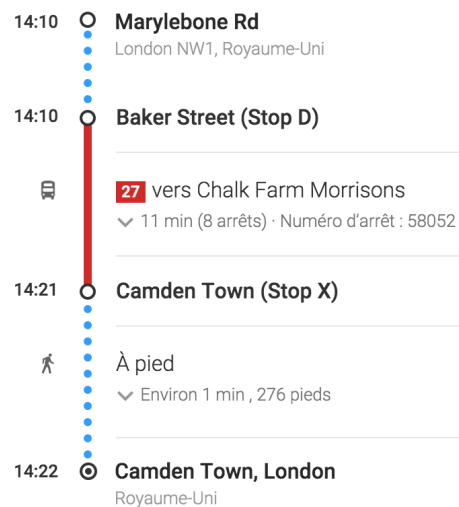 14:10 Marylebone Rd
London NW1, Royaume-Uni
14:10 Baker Street (Stop D)
27 vers Chalk Farm Morrisons
11 min (8 arrêts) · Numéro d'arrêt : 58052
14:21 Camden Town (Stop X)
À pied
Environ 1 min , 276 pieds
14:22 Camden Town, London
Royaume-Uni